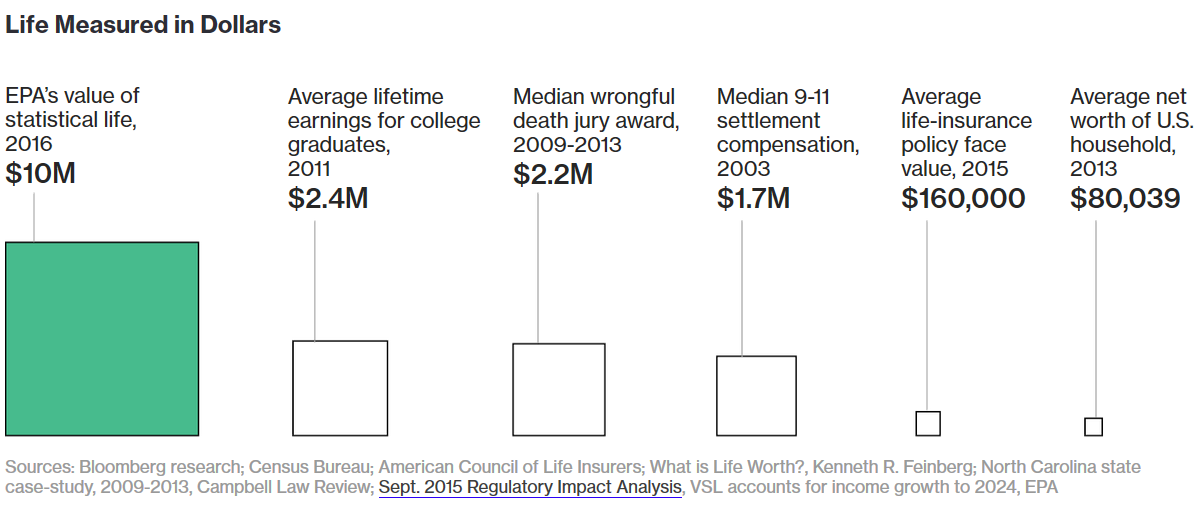 Life Measured in Dollars
EPA’s value of
statistical life,
2016
$10M
Average lifetime
earnings for college
graduates,
2011
$2.4M
Median wrongful
death jury award,
2009-2013
$2.2M
Median 9-11
settlement
compensation,
2003
$1.7M
Average
life-insurance
policy face
value, 2015
$160,000
Average net
worth of U.S.
household,
2013
$80,039
Sources: Bloomberg research; Census Bureau; American Council of Life Insurers; What is Life Worth?, Kenneth R. Feinberg; North Carolina state
case-study, 2009-2013, Campbell Law Review; Sept. 2015 Regulatory Impact Analysis, VSL accounts for income growth to 2024, EPA